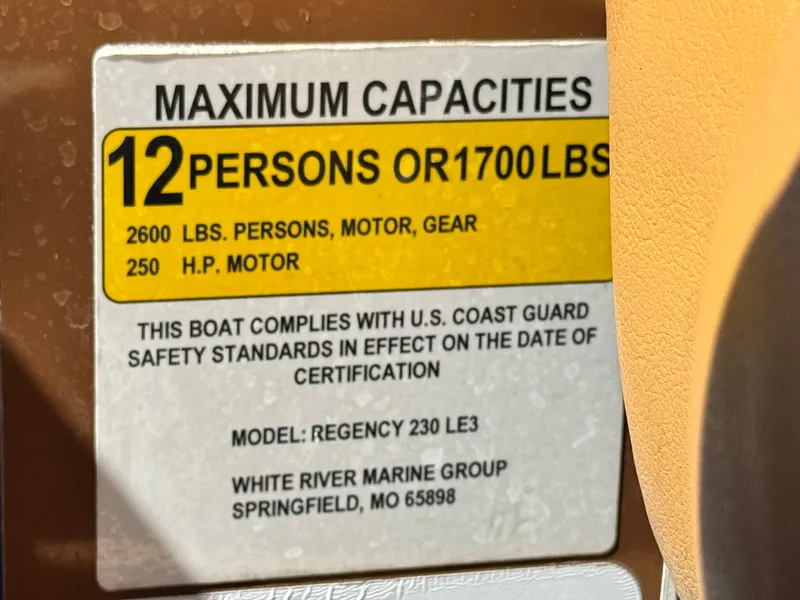 MAXIMUM CAPACITIES
12 PERSONS OR 1700 LBS
2600 LBS. PERSONS, MOTOR, GEAR
250 H.P. MOTOR
THIS BOAT COMPLIES WITH U.S. COAST GUARD
SAFETY STANDARDS IN EFFECT ON THE DATE OF
CERTIFICATION
MODEL: REGENCY 230 LE3
WHITE RIVER MARINE GROUP
SPRINGFIELD, MO 65898